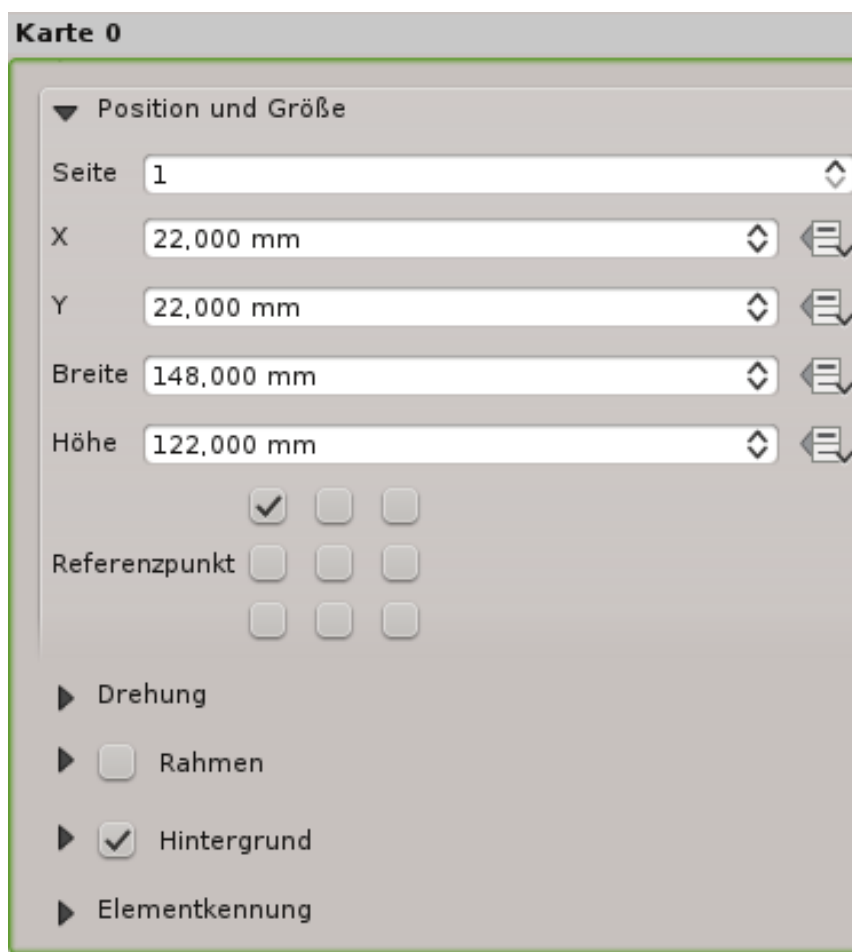 Karte 0
Position und Größe
Seite 1
X 22,000 mm
Y 22,000 mm
Breite 148,000 mm
Höhe 122,000 mm
Referenzpunkt
Drehung
Rahmen
Hintergrund
Elementkennung